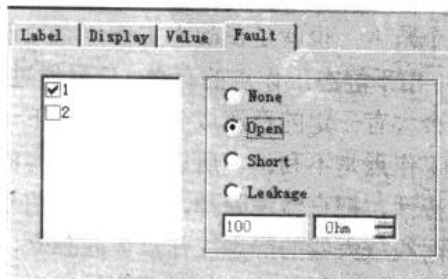 Label Display Value Fault
1
2
None
Open
Short
Leakage
100 Ohm